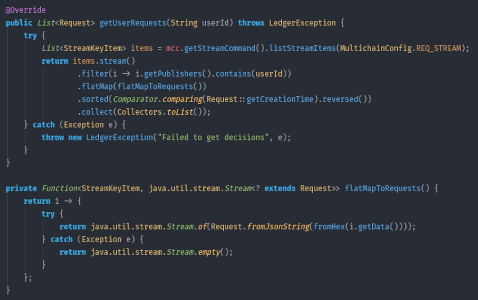 @Override
public List<Request> getUserRequests(String userId) throws LedgerException {
    try {
        List<StreamKeyItem> items = mcc.getStreamCommand().listStreamItems(MultichainConfig.REQ_STREAM);
        return items.stream()
                .filter(i -> i.getPublishers().contains(userId))
                .flatMap(flatMapToRequests())
                .sorted(Comparator.comparing(Request::getCreationTime).reversed())
                .collect(Collectors.toList());
    } catch (Exception e) {
        throw new LedgerException("Failed to get decisions", e);
    }
}

private Function<StreamKeyItem, java.util.stream.Stream<? extends Request>> flatMapToRequests() {
    return i -> {
        try {
            return java.util.stream.Stream.of(Request.fromJsonString(fromHex(i.getData())));
        } catch (Exception e) {
            return java.util.stream.Stream.empty();
        }
    };
}